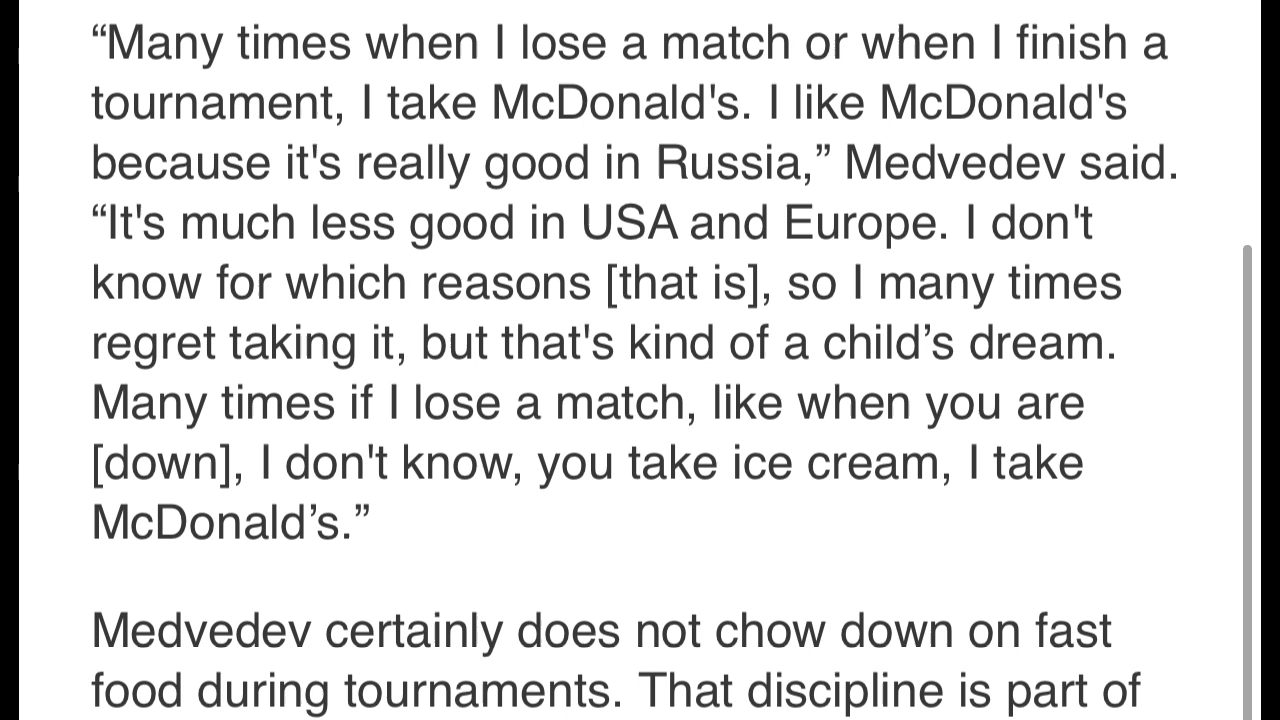 “Many times when I lose a match or when I finish a
tournament, I take McDonald's. I like McDonald's
because it's really good in Russia,” Medvedev said.
“It's much less good in USA and Europe. I don't
know for which reasons [that is], so I many times
regret taking it, but that's kind of a child’s dream.
Many times if I lose a match, like when you are
[down], I don't know, you take ice cream, I take
McDonald’s.”
Medvedev certainly does not chow down on fast
food during tournaments. That discipline is part of